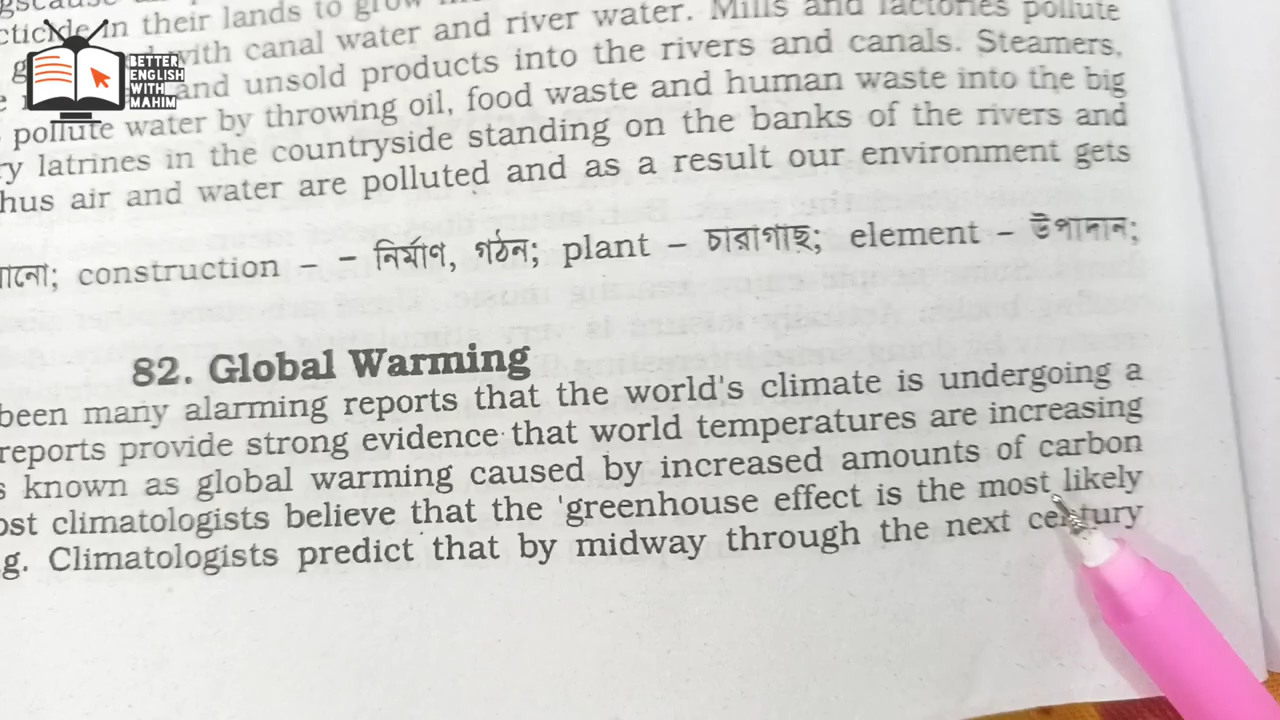 in their lands to grow
with canal water and river water. Mills and factories pollute
and unsold products into the rivers and canals. Steamers,
pollute water by throwing oil, food waste and human waste into the big
ry latrines in the countryside standing on the banks of the rivers and
hus air and water are polluted and as a result our environment gets
BETTER
ENGLISH
WITH
MAHIM
ানো; construction - - নির্মাণ, গঠন; plant - চারাগাছ; element - উপাদান;
82. Global Warming
been many alarming reports that the world's climate is undergoing a
reports provide strong evidence that world temperatures are increasing
s known as global warming caused by increased amounts of carbon
ost climatologists believe that the 'greenhouse effect is the most likely
g. Climatologists predict that by midway through the next century